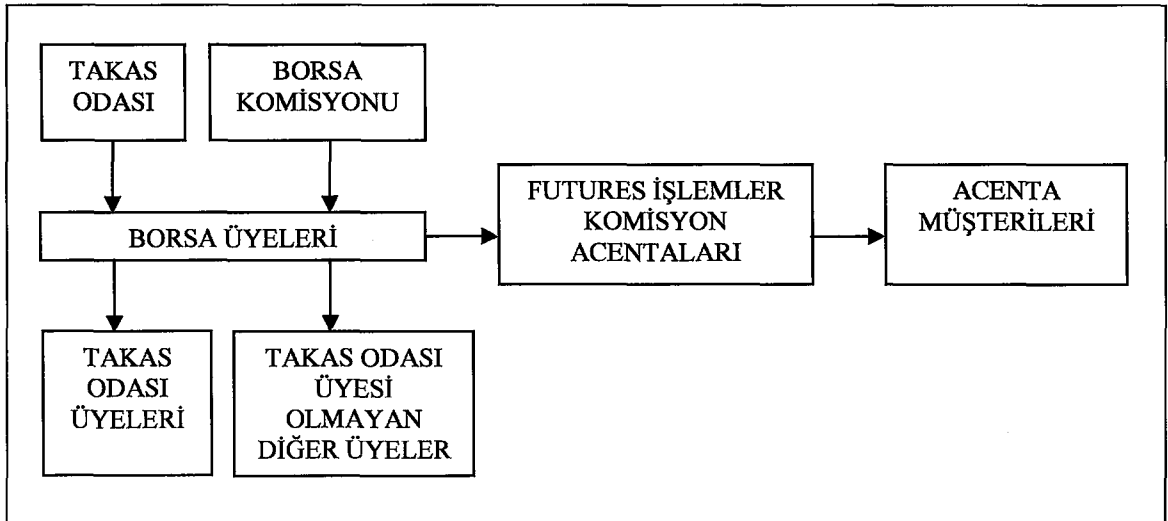 TAKAS
ODASI
BORSA
KOMİSYONU
BORSA ÜYELERİ
FUTURES İŞLEMLER
KOMİSYON
ACENTALARI
ACENTA
MÜŞTERİLERİ
TAKAS
ODASI
ÜYELERİ
TAKAS ODASI
ÜYESİ
OLMAYAN
DİĞER ÜYELER